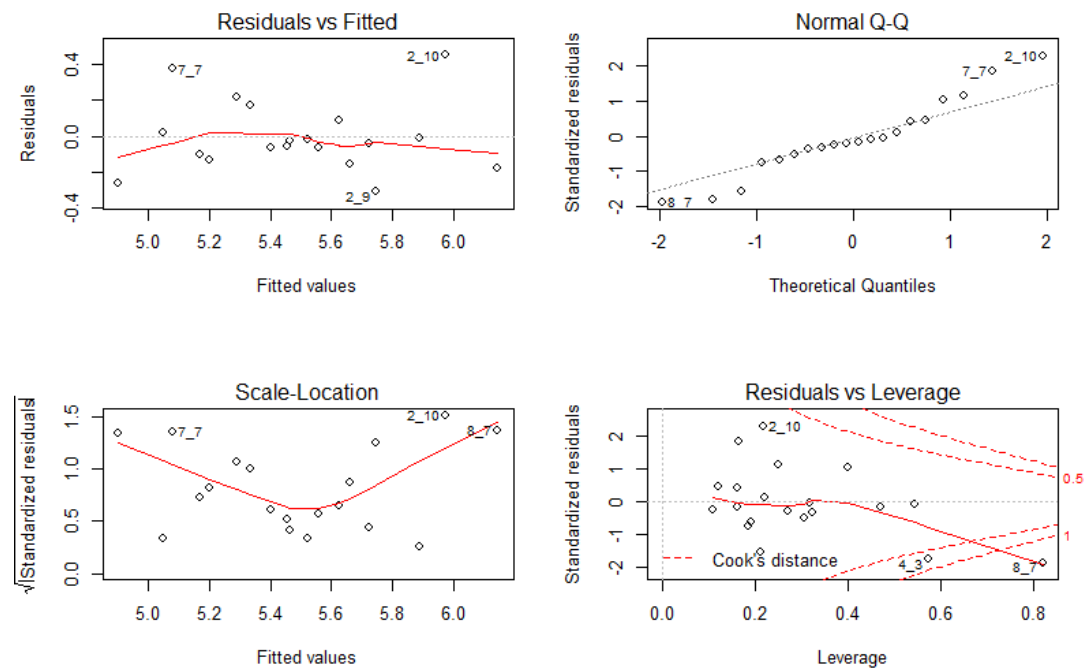 Residuals vs Fitted
Residuals
0.4
0.0
-0.4
7_7
2_10
2_9
5.0 5.2 5.4 5.6 5.8 6.0
Fitted values
Normal Q-Q
Standardized residuals
2
1
0
-1
-2
2_10
7_7
8_7
-2 -1 0 1 2
Theoretical Quantiles
Scale-Location
√|Standardized residuals|
1.5
1.0
0.5
0.0
2_10
7_7
8_7
5.0 5.2 5.4 5.6 5.8 6.0
Fitted values
Residuals vs Leverage
Standardized residuals
2
1
0
-1
-2
2_10
0.5
1
Cook's distance
4_3
8_7
0.0 0.2 0.4 0.6 0.8
Leverage